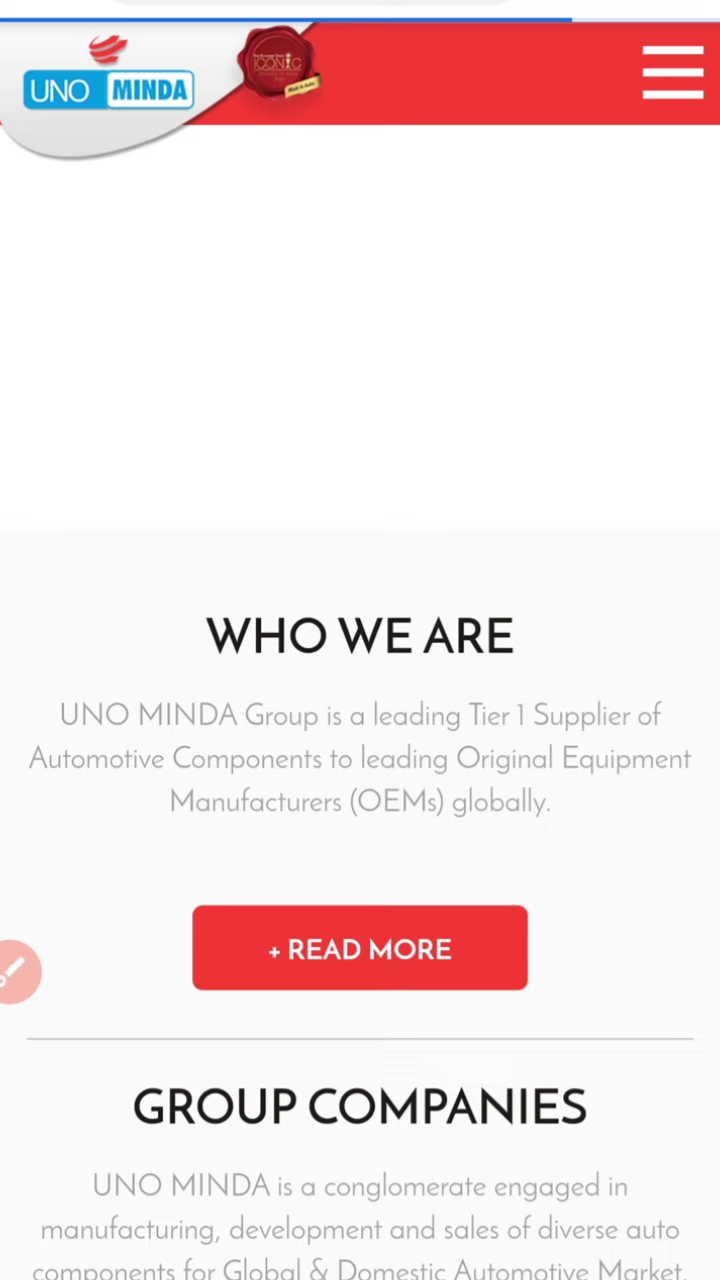 UNO MINDA
ICONIC
WHO WE ARE
UNO MINDA Group is a leading Tier 1 Supplier of
Automotive Components to leading Original Equipment
Manufacturers (OEMs) globally.
+ READ MORE
GROUP COMPANIES
UNO MINDA is a conglomerate engaged in
manufacturing, development and sales of diverse auto
components for Global & Domestic Automotive Market.